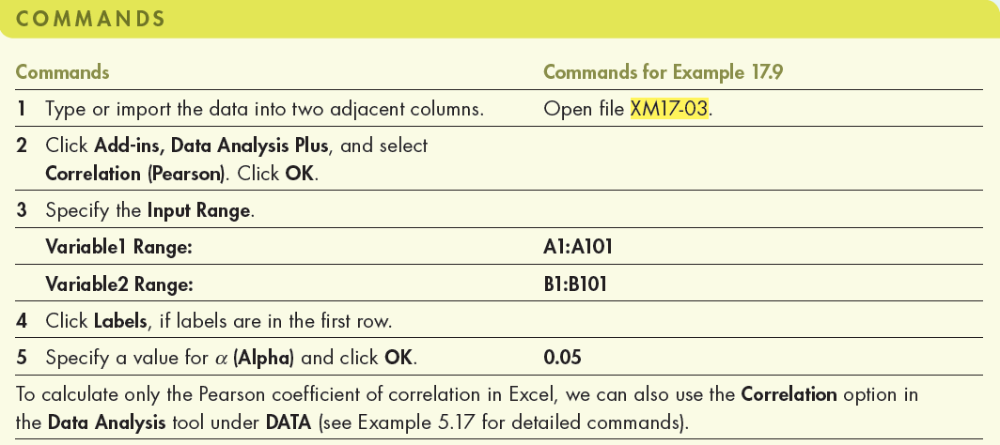 COMMANDS
Commands Commands for Example 17.9
1 Type or import the data into two adjacent columns. Open file XM17-03.
2 Click Add-ins, Data Analysis Plus, and select
Correlation (Pearson). Click OK.
3 Specify the Input Range.
Variable1 Range: A1:A101
Variable2 Range: B1:B101
4 Click Labels, if labels are in the first row.
5 Specify a value for α (Alpha) and click OK. 0.05
To calculate only the Pearson coefficient of correlation in Excel, we can also use the Correlation option in
the Data Analysis tool under DATA (see Example 5.17 for detailed commands).